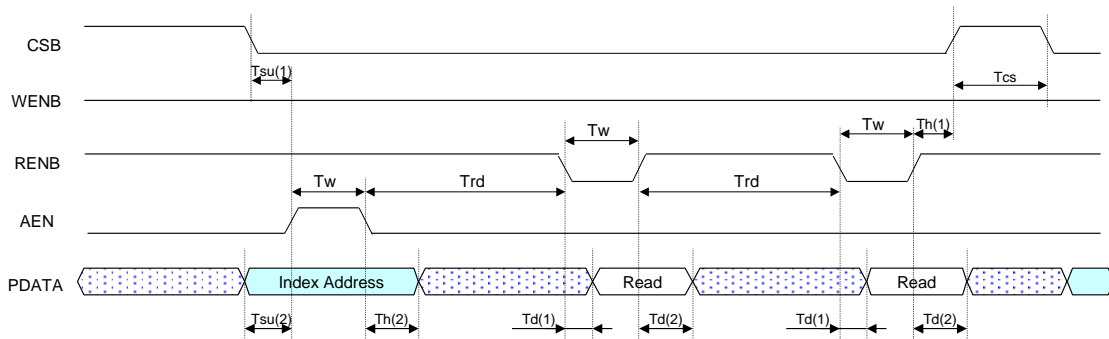 CSB
Tsu(1)
Tcs
WENB
Tw
Tw
Th(1)
RENB
Tw
Trd
Trd
AEN
PDATA
Index Address
Read
Read
Tsu(2)
Th(2)
Td(1)
Td(2)
Td(1)
Td(2)